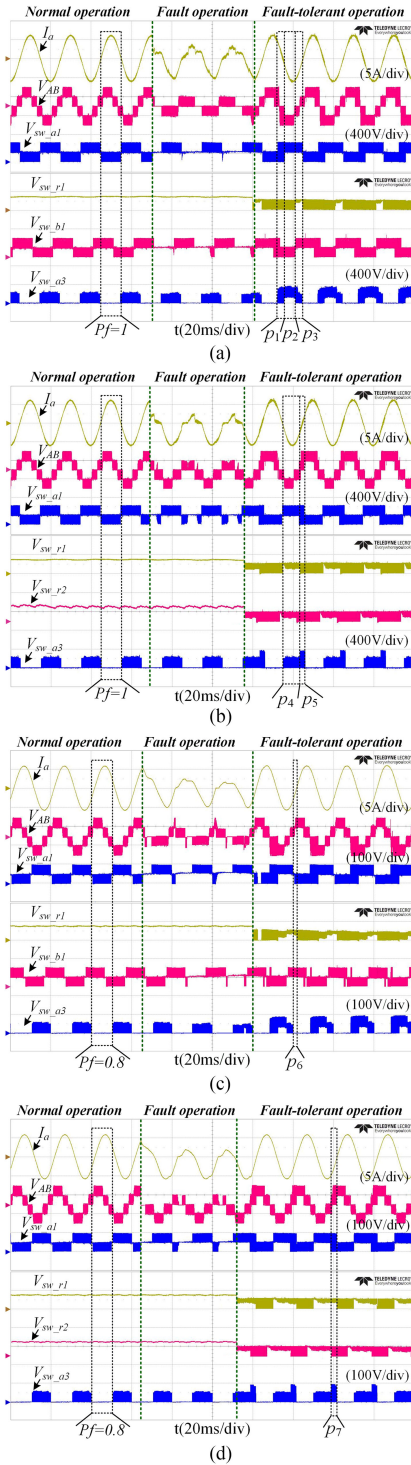 Normal operation Fault operation Fault-tolerant operation
I_a
TELEDYNE LECROY
Everywhereyoulook
(5A/div)
V_AB
V_sw_a1
(400V/div)
V_sw_r1
TELEDYNE LECROY
Everywhereyoulook
V_sw_b1
(400V/div)
V_sw_a3
Pf=1 t(20ms/div) p1 p2 p3
(a)
Normal operation Fault operation Fault-tolerant operation
I_a
TELEDYNE LECROY
Everywhereyoulook
(5A/div)
V_AB
V_sw_a1
(400V/div)
V_sw_r1
TELEDYNE LECROY
Everywhereyoulook
V_sw_r2
(400V/div)
V_sw_a3
Pf=1 t(20ms/div) p4 p5
(b)
Normal operation Fault operation Fault-tolerant operation
I_a
TELEDYNE LECROY
Everywhereyoulook
(5A/div)
V_AB
V_sw_a1
(100V/div)
V_sw_r1
TELEDYNE LECROY
Everywhereyoulook
V_sw_b1
V_sw_a3
(100V/div)
Pf=0.8 t(20ms/div) p6
(c)
Normal operation Fault operation Fault-tolerant operation
I_a
TELEDYNE LECROY
Everywhereyoulook
(5A/div)
V_AB
V_sw_a1
(100V/div)
V_sw_r1
TELEDYNE LECROY
Everywhereyoulook
V_sw_r2
V_sw_a3
(100V/div)
Pf=0.8 t(20ms/div) p7
(d)